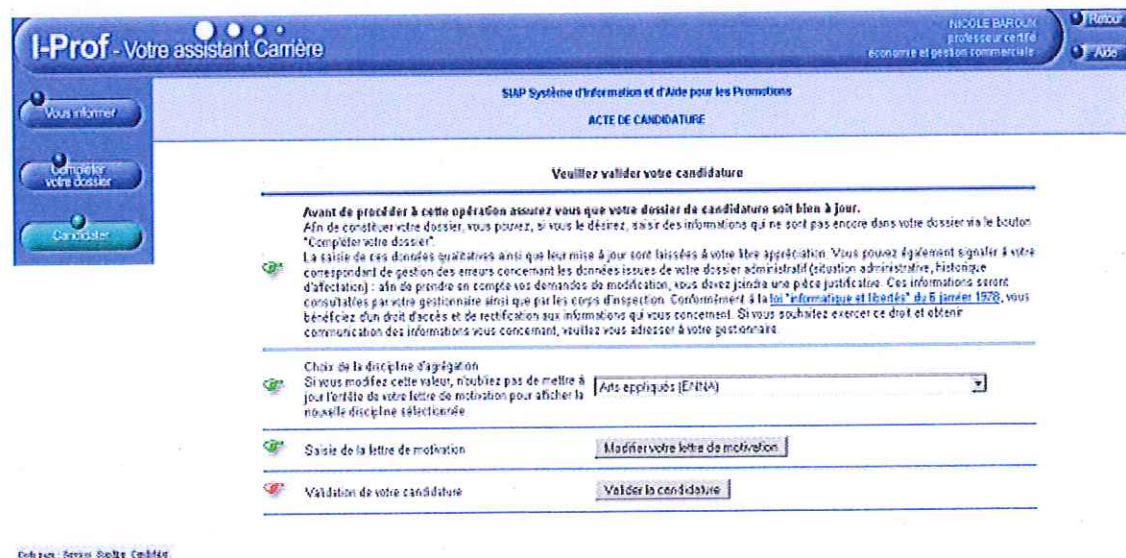 I-Prof - Votre assistant Carrière
NICOLE BAROUX
professeur certifié
économie et gestion commerciale
Retour
Aide
Vous informer
Compléter
votre dossier
Candidater
SIAP Système d'Information et d'Aide pour les Promotions
ACTE DE CANDIDATURE
Veuillez valider votre candidature
Avant de procéder à cette opération assurez vous que votre dossier de candidature soit bien à jour.
Afin de constituer votre dossier, vous pouvez, si vous le désirez, saisir des informations qui ne sont pas encore dans votre dossier via le bouton
"Compléter votre dossier".
La saisie de ces données qualitatives ainsi que leur mise à jour sont laissées à votre libre appréciation. Vous pouvez également signaler à votre
correspondant de gestion des erreurs concernant les données issues de votre dossier administratif (situation administrative, historique
d'affectation) : afin de prendre en compte vos demandes de modification, vous devez joindre une pièce justificative. Ces informations seront
consultables par votre gestionnaire ainsi que par les corps d'inspection. Conformément à la loi "informatique et libertés" du 6 janvier 1978, vous
bénéficiez d'un droit d'accès et de rectification aux informations qui vous concernent. Si vous souhaitez exercer ce droit et obtenir
communication des informations vous concernant, veuillez vous adresser à votre gestionnaire.
Choix de la discipline d'agrégation
Si vous modifiez cette valeur, n'oubliez pas de mettre à
jour l'entête de votre lettre de motivation pour afficher la
nouvelle discipline sélectionnée
Arts appliqués (ENNA)
Saisie de la lettre de motivation
Modifier votre lettre de motivation
Validation de votre candidature
Valider la candidature